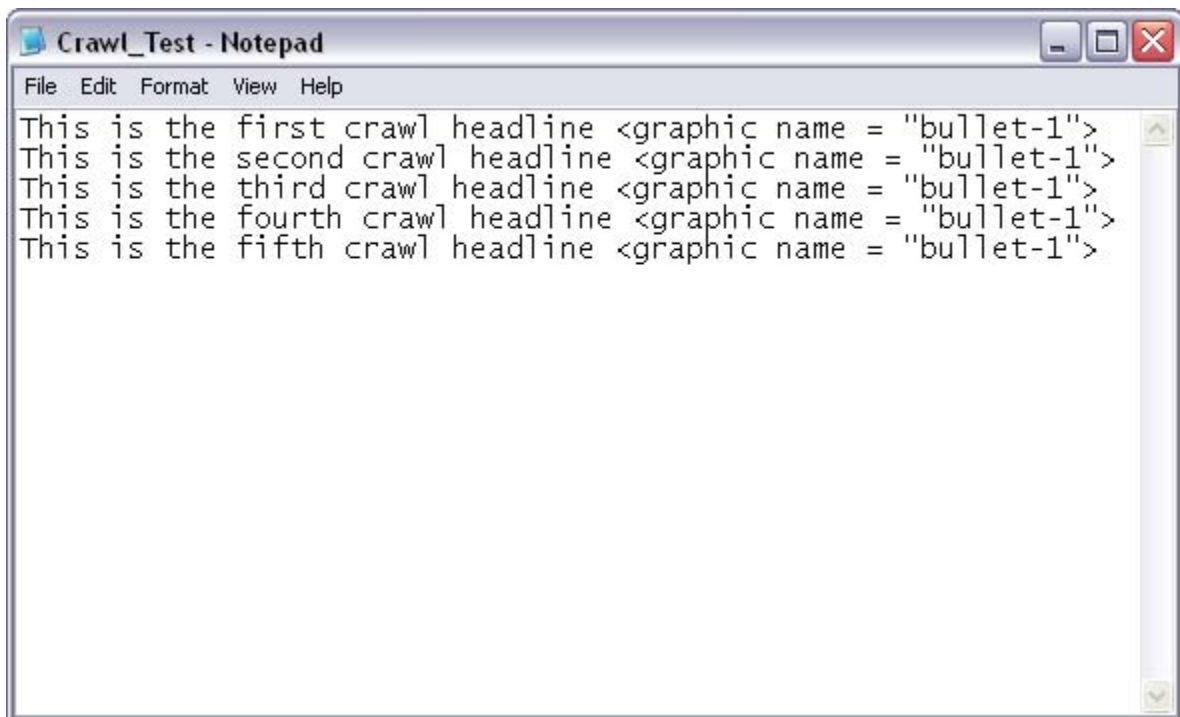 Crawl_Test - Notepad
File Edit Format View Help
This is the first crawl headline <graphic name = "bullet-1">
This is the second crawl headline <graphic name = "bullet-1">
This is the third crawl headline <graphic name = "bullet-1">
This is the fourth crawl headline <graphic name = "bullet-1">
This is the fifth crawl headline <graphic name = "bullet-1">